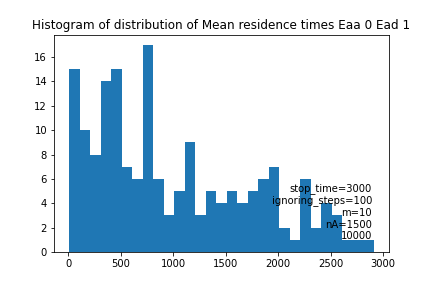 Histogram of distribution of Mean residence times Eaa 0 Ead 1
16
14
12
10
8
6
4
2
0
stop_time=3000
ignoring_steps=100
m=10
nA=1500
10000
0 500 1000 1500 2000 2500 3000